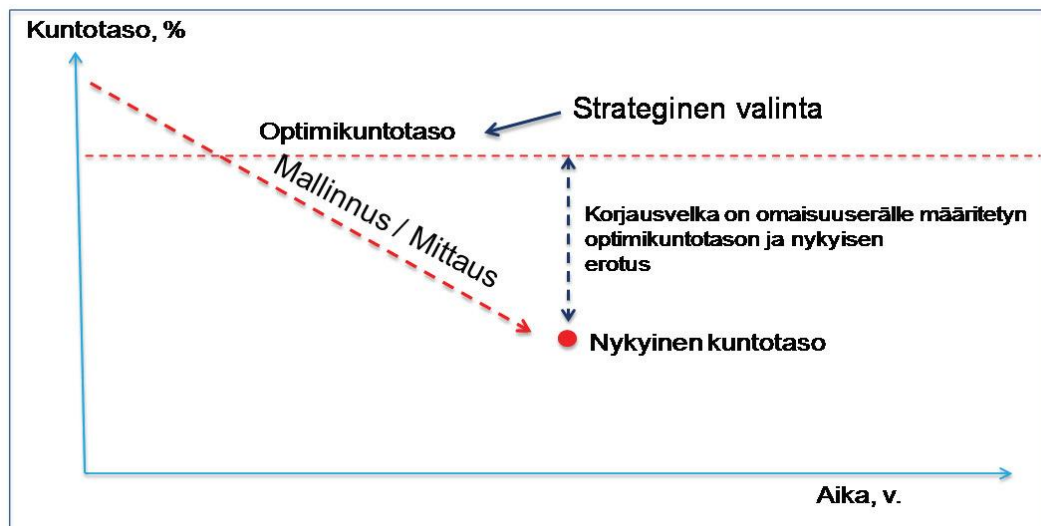 Kuntotaso, %
Strateginen valinta
Optimikuntotaso
Mallinnus / Mittaus
Korjausvelka on omaisuuserälle määritetyn
optimikuntotason ja nykyisen
erotus
Nykyinen kuntotaso
Aika, v.